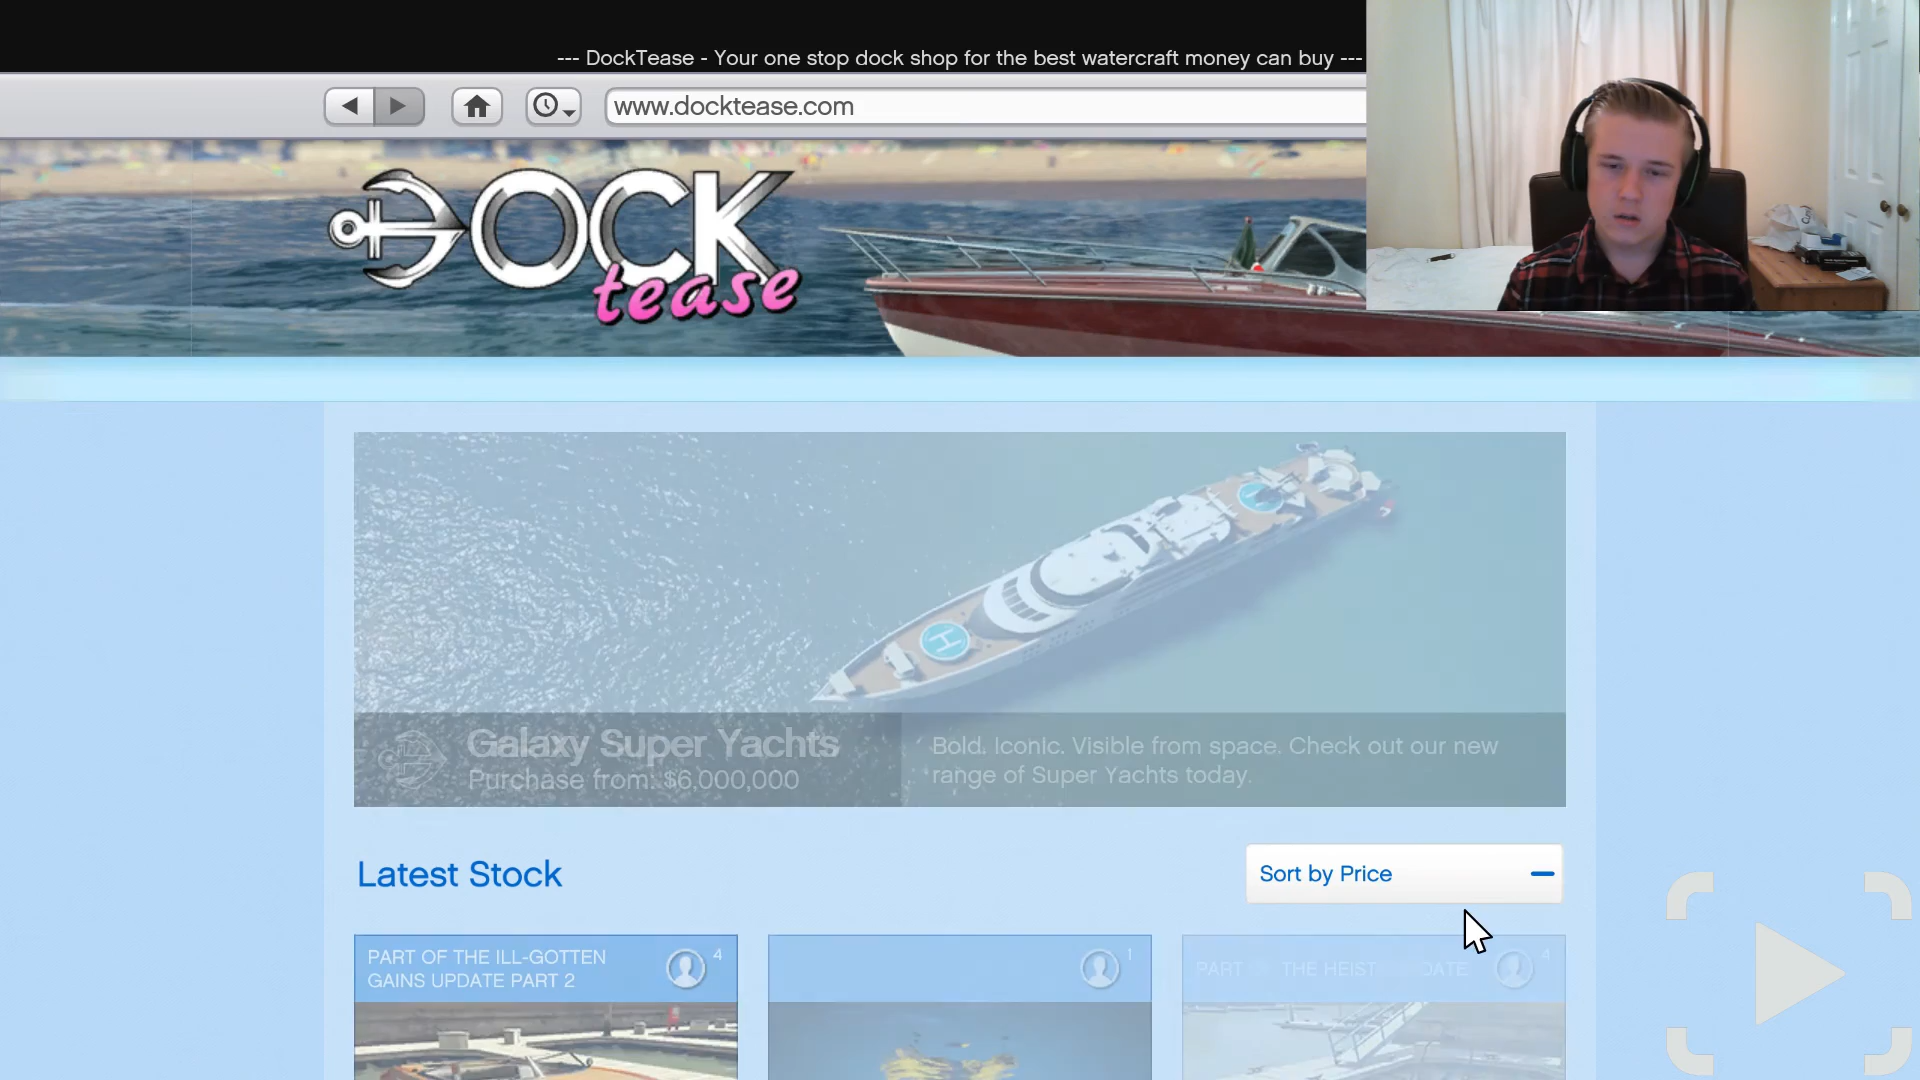 --- DockTease - Your one stop dock shop for the best watercraft money can buy ---
www.docktease.com
DOCK
tease
Galaxy Super Yachts
Purchase from: $6,000,000
Bold. Iconic. Visible from space. Check out our new
range of Super Yachts today.
Latest Stock
Sort by Price
PART OF THE ILL-GOTTEN
GAINS UPDATE PART 2
4
1
PART THE HEIST
4